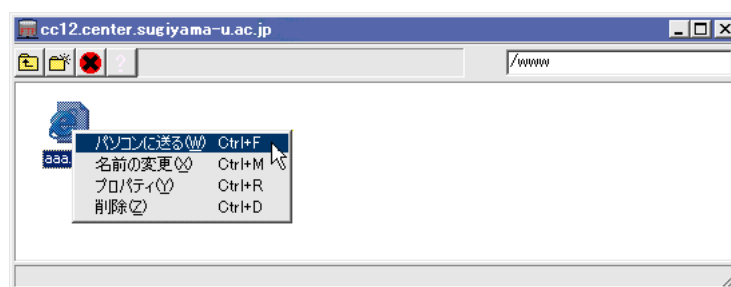 cc12.center.sugiyama-u.ac.jp
/www
aaa.
パソコンに送る(W) Ctrl+F
名前の変更(X) Ctrl+M
プロパティ(Y) Ctrl+R
削除(Z) Ctrl+D